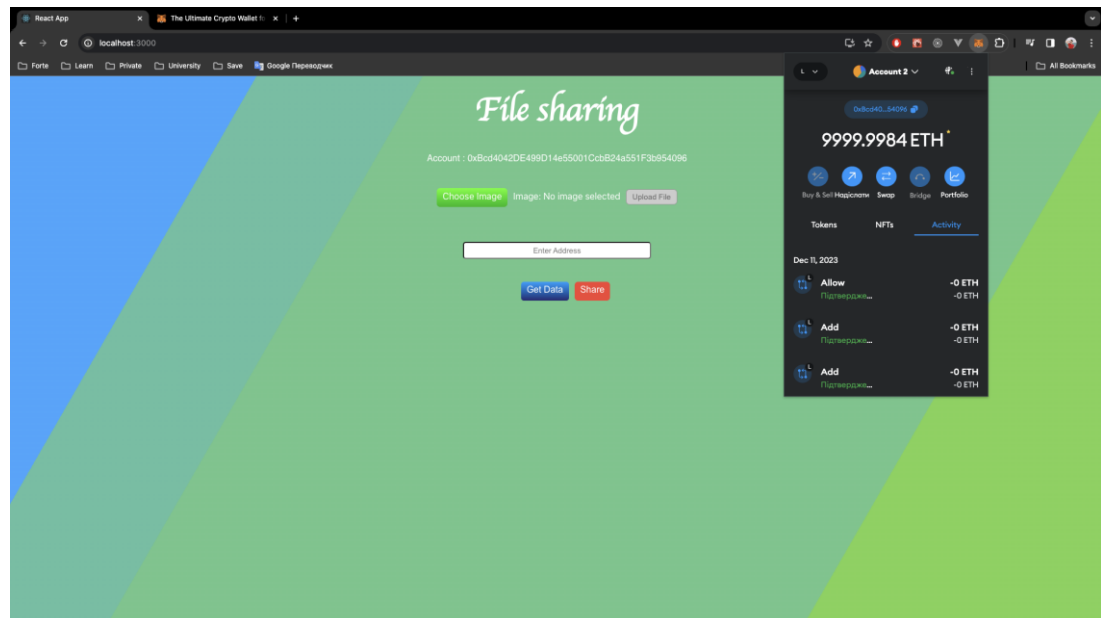 React App
The Ultimate Crypto Wallet fo
localhost:3000
Forte Learn Private University Save Google Переводчик All Bookmarks
File sharing
Account : 0xBcd4042DE499D14e55001CcbB24a551F3b954096
Choose Image Image: No image selected Upload File
Enter Address
Get Data Share
L Account 2
0xBcd40...54096
9999.9984 ETH
Buy & Sell Надіслати Swap Bridge Portfolio
Tokens NFTs Activity
Dec 11, 2023
L Allow -0 ETH
Підтвердже... -0 ETH
L Add -0 ETH
Підтвердже... -0 ETH
L Add -0 ETH
Підтвердже... -0 ETH